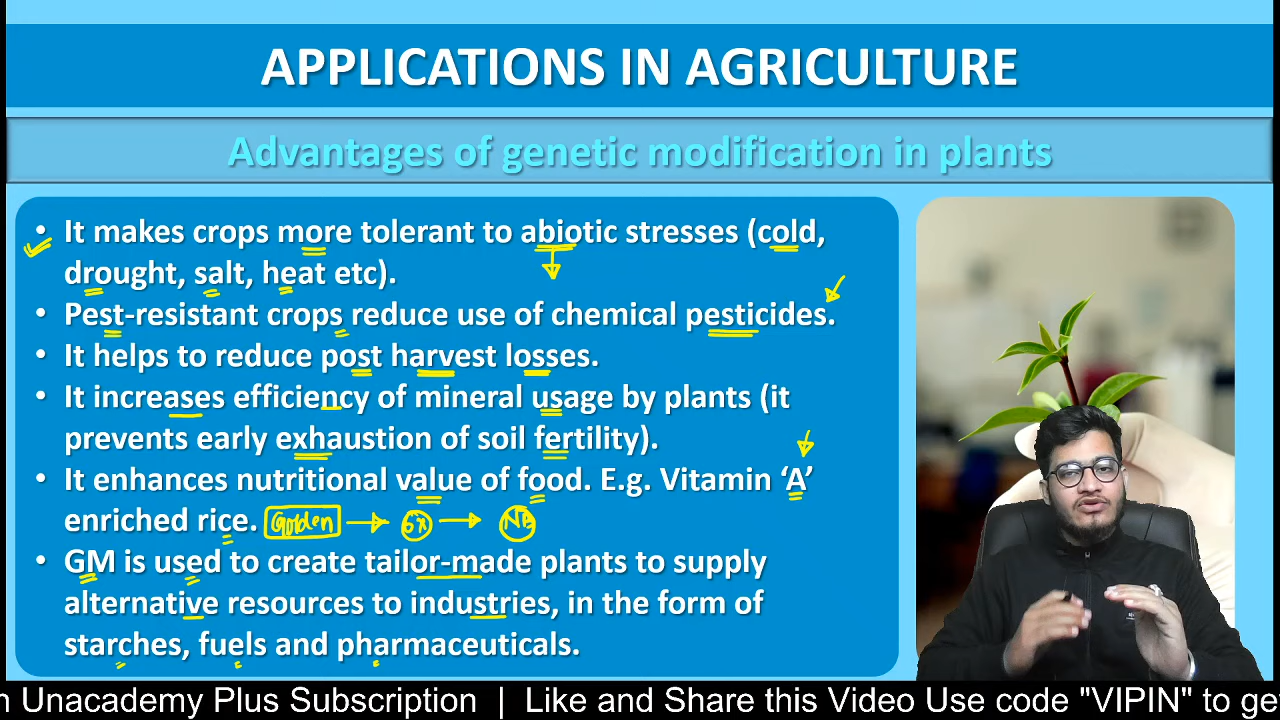 APPLICATIONS IN AGRICULTURE
Advantages of genetic modification in plants
• It makes crops more tolerant to abiotic stresses (cold,
drought, salt, heat etc).
• Pest-resistant crops reduce use of chemical pesticides.
• It helps to reduce post harvest losses.
• It increases efficiency of mineral usage by plants (it
prevents early exhaustion of soil fertility).
• It enhances nutritional value of food. E.g. Vitamin ‘A’
enriched rice. Golden
• GM is used to create tailor-made plants to supply
alternative resources to industries, in the form of
starches, fuels and pharmaceuticals.
n Unacademy Plus Subscription | Like and Share this Video Use code "VIPIN" to ge